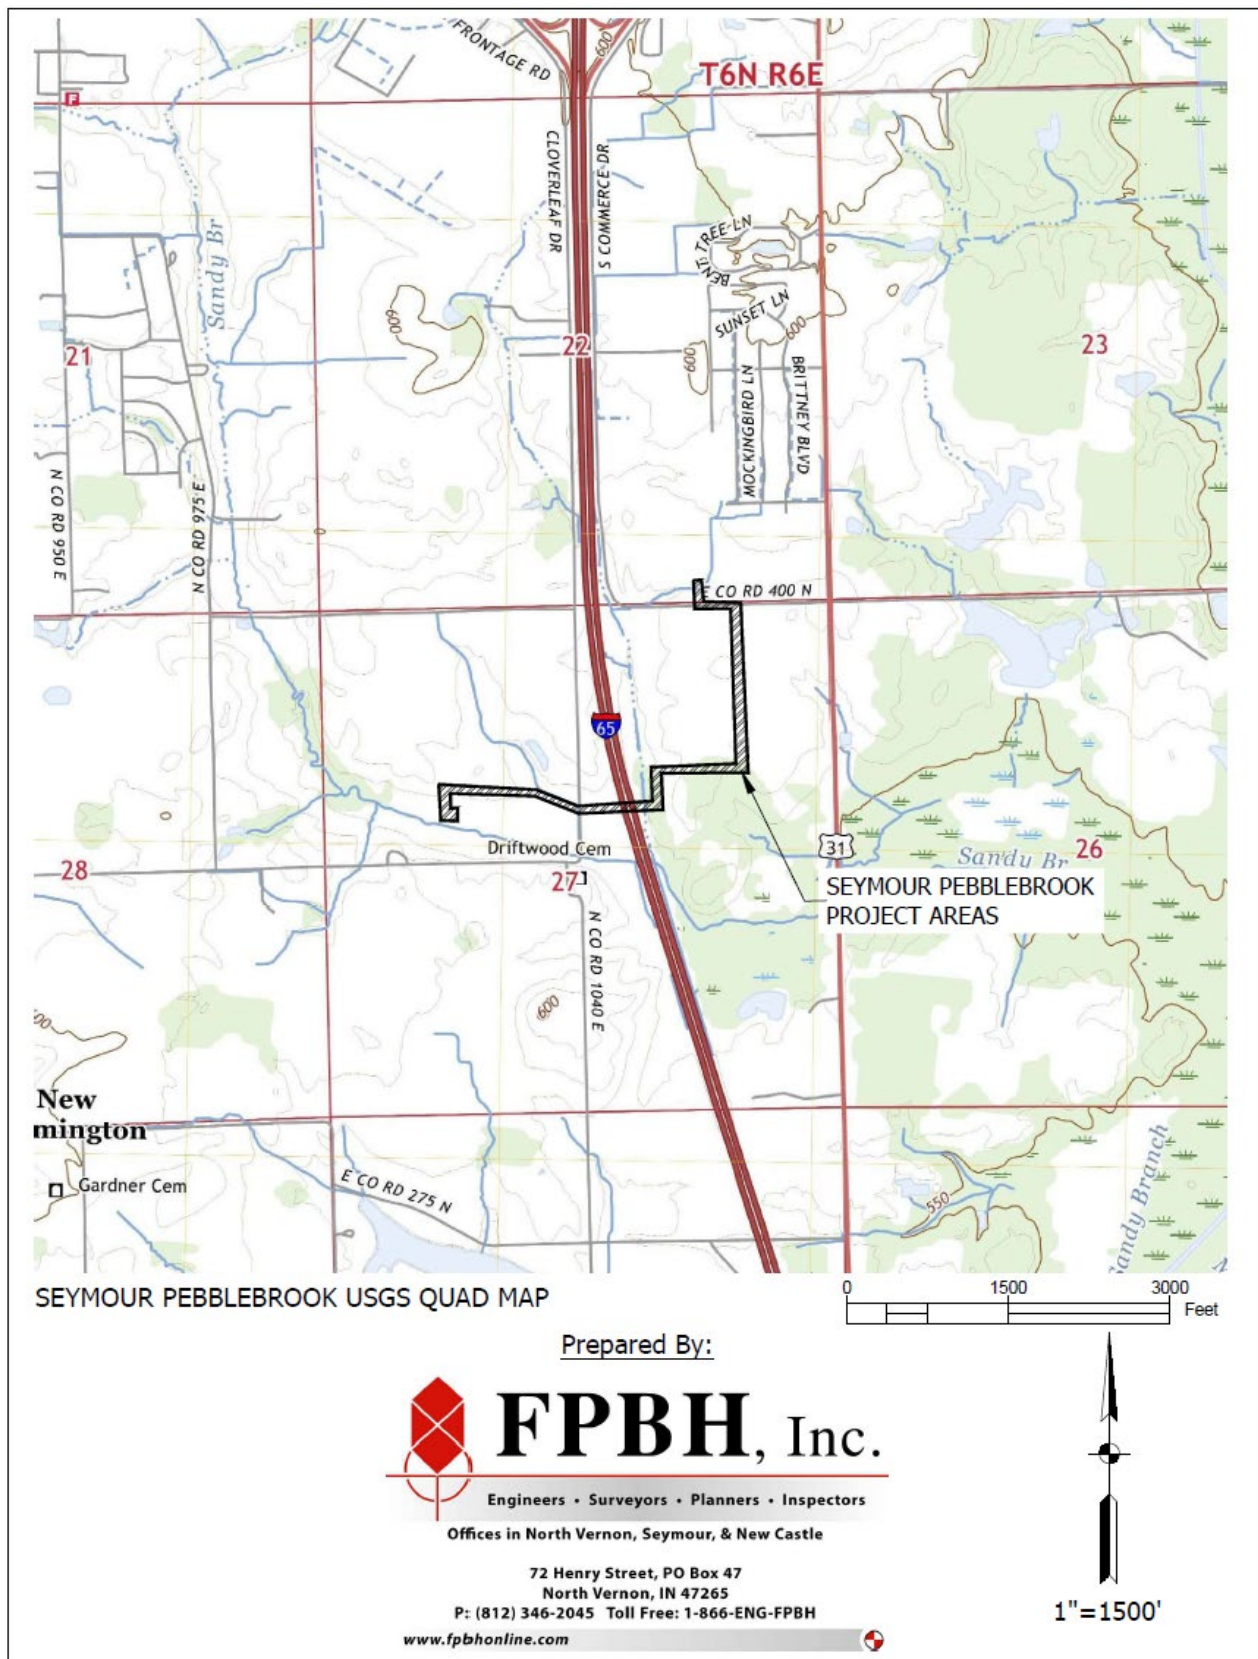 FRONTAGE RD
600
T6N R6E
F
CLOVERLEAF DR
S COMMERCE DR
Sandy Br
BENT TREE LN
SUNSET LN
600
600
600
21
22
23
MOCKINGBIRD LN
BRITTNEY BLVD
N CO RD 950 E
N CO RD 975 E
E CO RD 400 N
65
Driftwood Cem
31
Sandy Br
26
28
27
SEYMOUR PEBBLEBROOK
PROJECT AREAS
N CO RD 1040 E
600
00
New
mington
Gardner Cem
E CO RD 275 N
550
Sandy Branch
SEYMOUR PEBBLEBROOK USGS QUAD MAP
0 1500 3000
Feet
Prepared By:
FPBH, Inc.
Engineers • Surveyors • Planners • Inspectors
Offices in North Vernon, Seymour, & New Castle
72 Henry Street, PO Box 47
North Vernon, IN 47265
P: (812) 346-2045 Toll Free: 1-866-ENG-FPBH
www.fpbhonline.com
1"=1500'